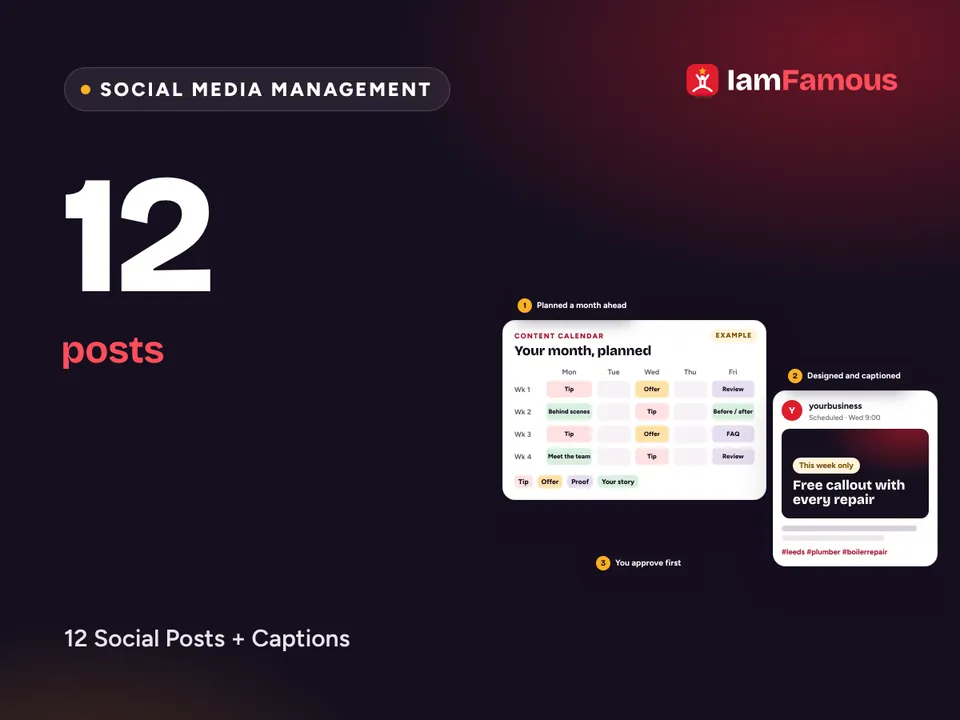 SOCIAL MEDIA MANAGEMENT
IamFamous
12
posts
1 Planned a month ahead
CONTENT CALENDAR
EXAMPLE
Your month, planned
Mon Tue Wed Thu Fri
Wk 1 Tip Offer Review
Wk 2 Behind scenes Tip Before / after
Wk 3 Tip Offer FAQ
Wk 4 Meet the team Tip Review
Tip Offer Proof Your story
2 Designed and captioned
Y yourbusiness
Scheduled · Wed 9:00
This week only
Free callout with
every repair
#leeds #plumber #boilerrepair
3 You approve first
12 Social Posts + Captions